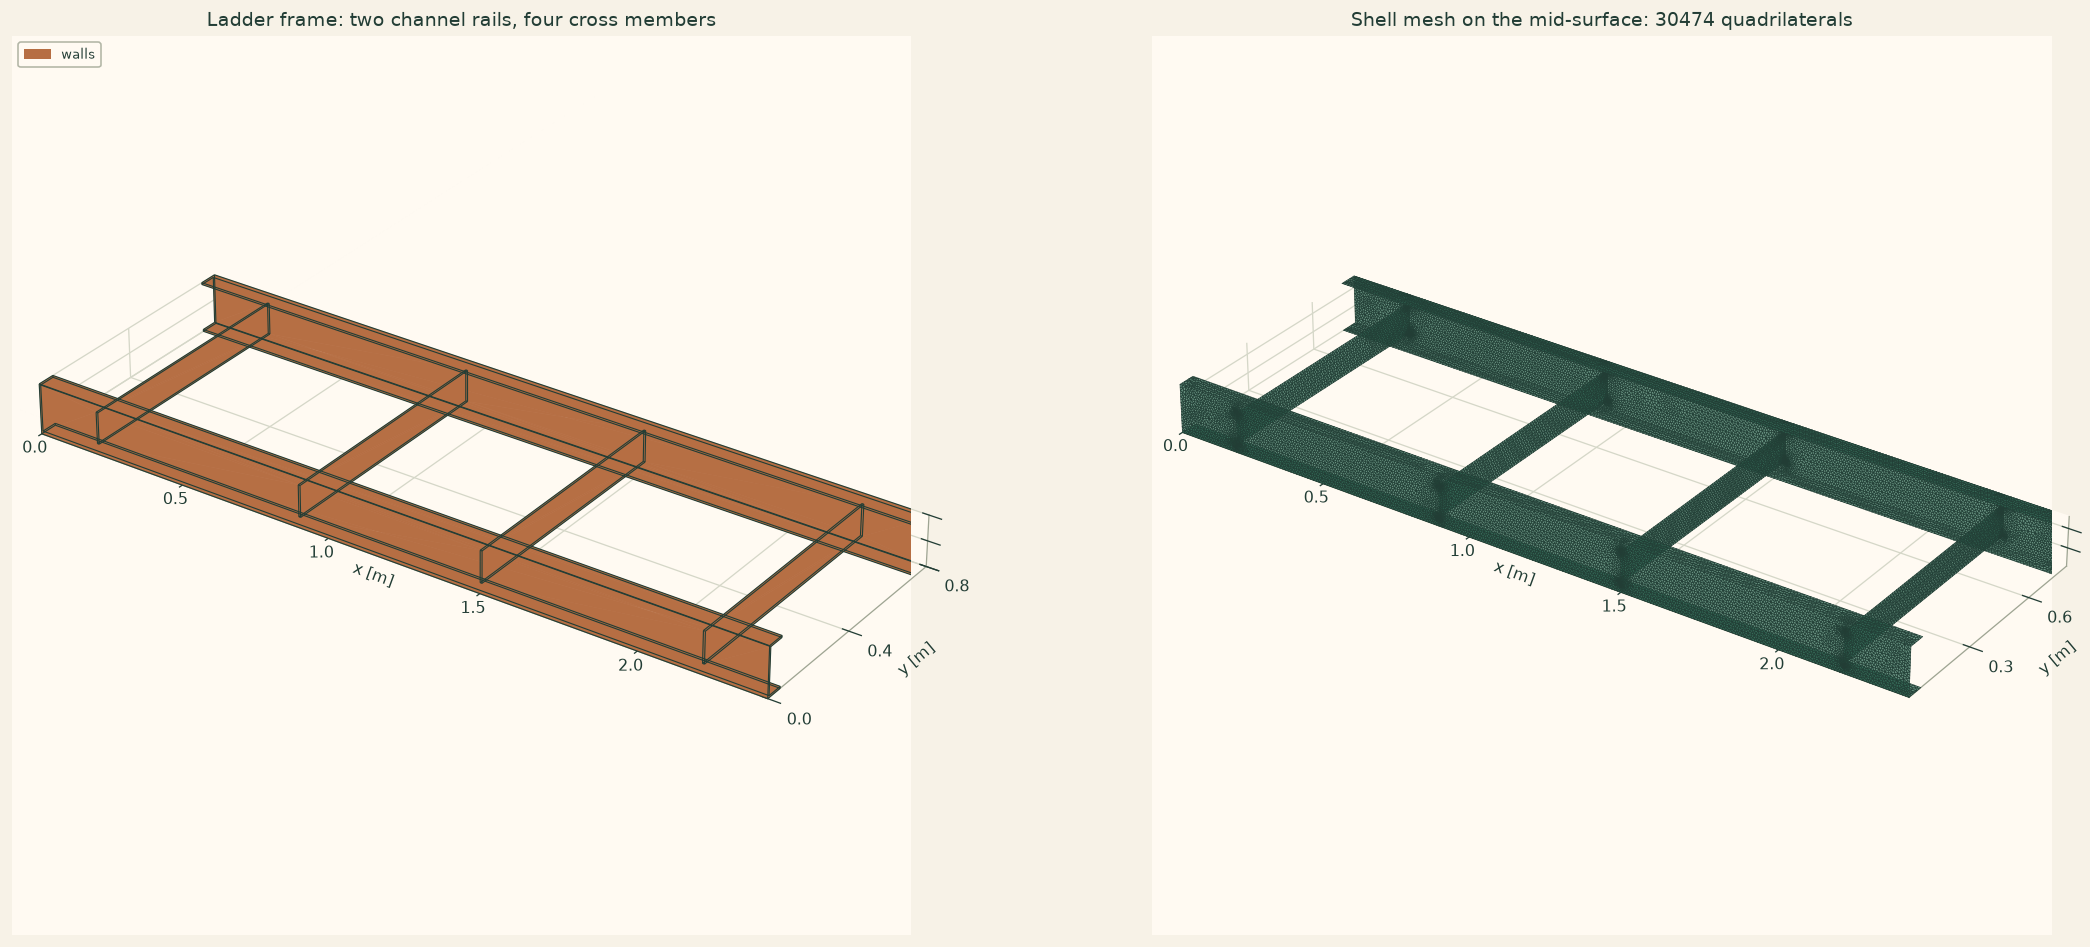 Ladder frame: two channel rails, four cross members
walls
0.0
0.5
1.0
1.5
2.0
x [m]
0.0
0.4
0.8
y [m]
Shell mesh on the mid-surface: 30474 quadrilaterals
0.0
0.5
1.0
1.5
2.0
x [m]
0.3
0.6
y [m]